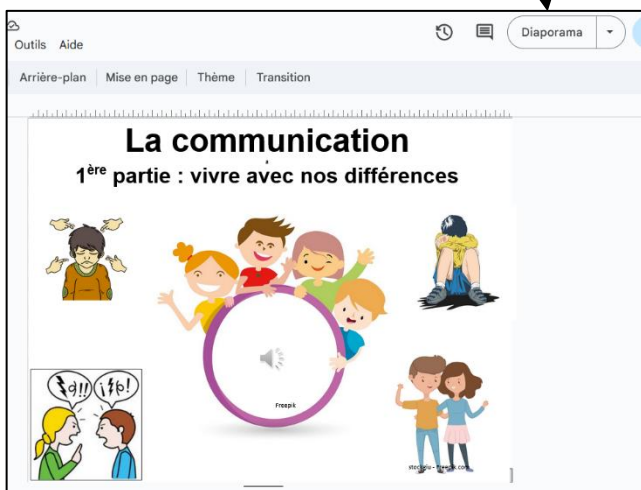 Outils Aide
Diaporama
Arrière-plan Mise en page Thème Transition
La communication
1ère partie : vivre avec nos différences
Freepik